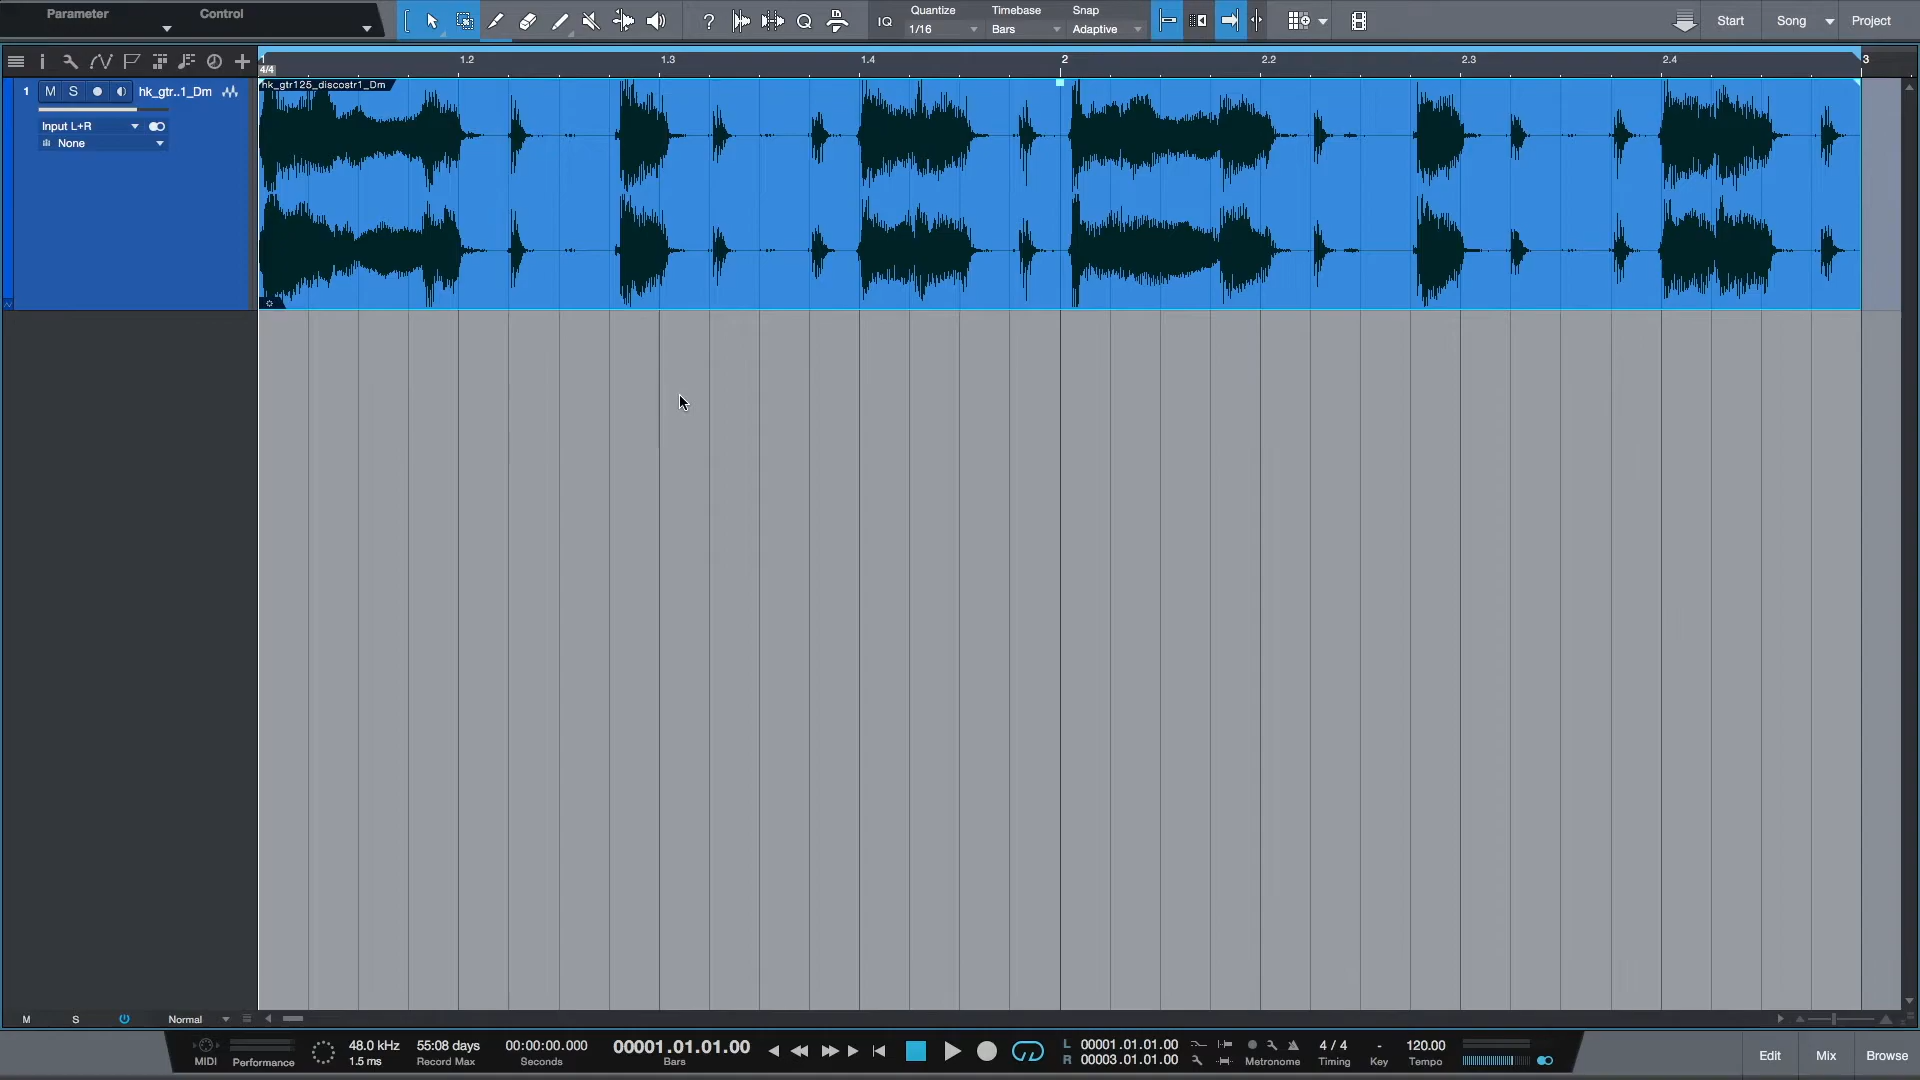 Parameter
Control
Quantize
Timebase
Snap
IQ
1/16
Bars
Adaptive
Start
Song
Project
1.2
1.3
1.4
2
2.2
2.3
2.4
3
4/4
1
M
S
hk_gtr..1_Dm
hk_gtr125_discostr1_Dm
Input L+R
None
M
S
Normal
MIDI
Performance
48.0 kHz
1.5 ms
55:08 days
Record Max
00:00:00.000
Seconds
00001.01.01.00
Bars
L 00001.01.01.00
R 00003.01.01.00
Metronome
4 / 4
Timing
-
Key
120.00
Tempo
Edit
Mix
Browse